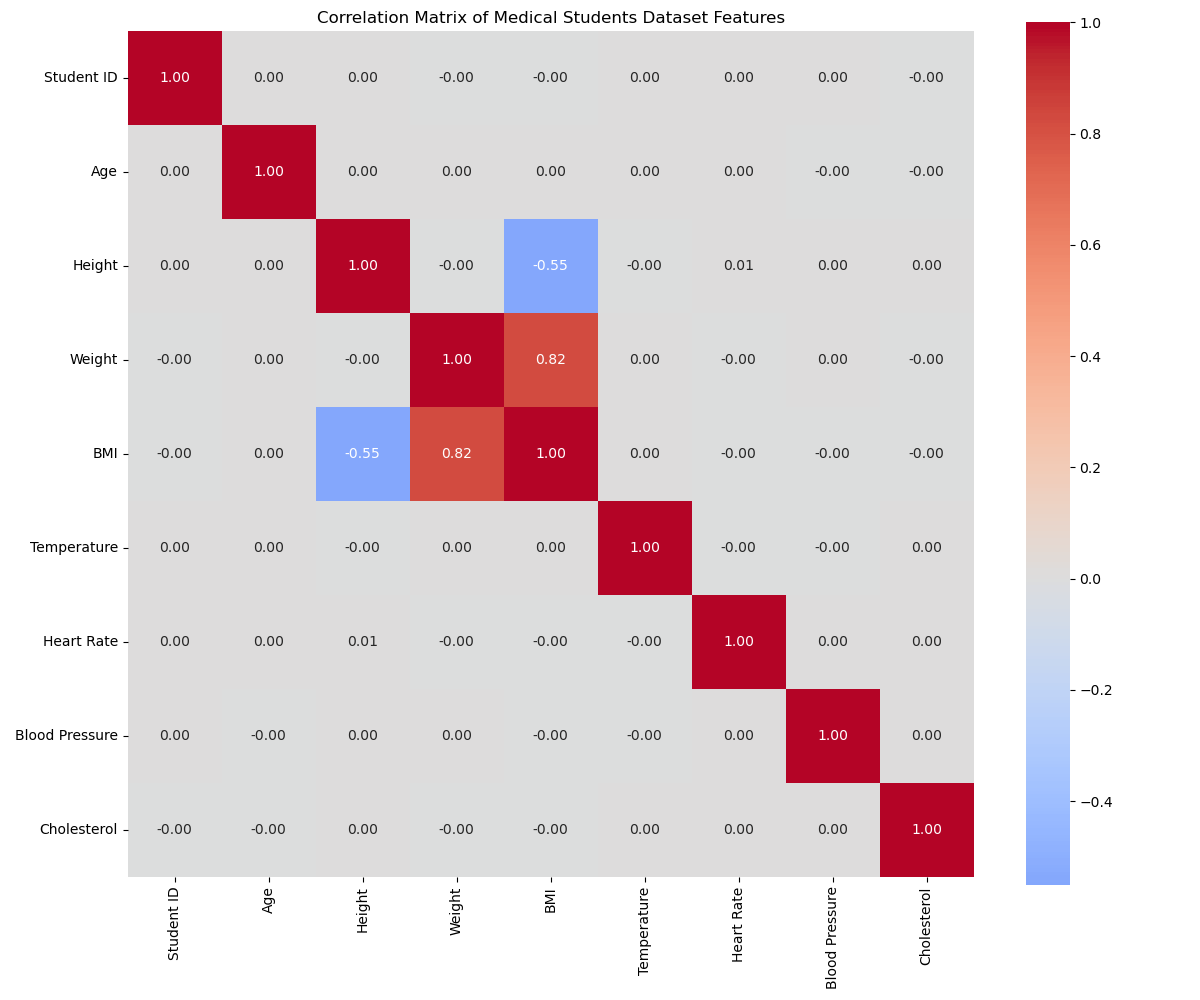 Correlation Matrix of Medical Students Dataset Features
Student ID 1.00 0.00 0.00 -0.00 -0.00 0.00 0.00 0.00 -0.00
Age 0.00 1.00 0.00 0.00 0.00 0.00 0.00 -0.00 -0.00
Height 0.00 0.00 1.00 -0.00 -0.55 -0.00 0.01 0.00 0.00
Weight -0.00 0.00 -0.00 1.00 0.82 0.00 -0.00 0.00 -0.00
BMI -0.00 0.00 -0.55 0.82 1.00 0.00 -0.00 -0.00 -0.00
Temperature 0.00 0.00 -0.00 0.00 0.00 1.00 -0.00 -0.00 0.00
Heart Rate 0.00 0.00 0.01 -0.00 -0.00 -0.00 1.00 0.00 0.00
Blood Pressure 0.00 -0.00 0.00 0.00 -0.00 -0.00 0.00 1.00 0.00
Cholesterol -0.00 -0.00 0.00 -0.00 -0.00 0.00 0.00 0.00 1.00
Student ID
Age
Height
Weight
BMI
Temperature
Heart Rate
Blood Pressure
Cholesterol
1.0
0.8
0.6
0.4
0.2
0.0
−0.2
−0.4